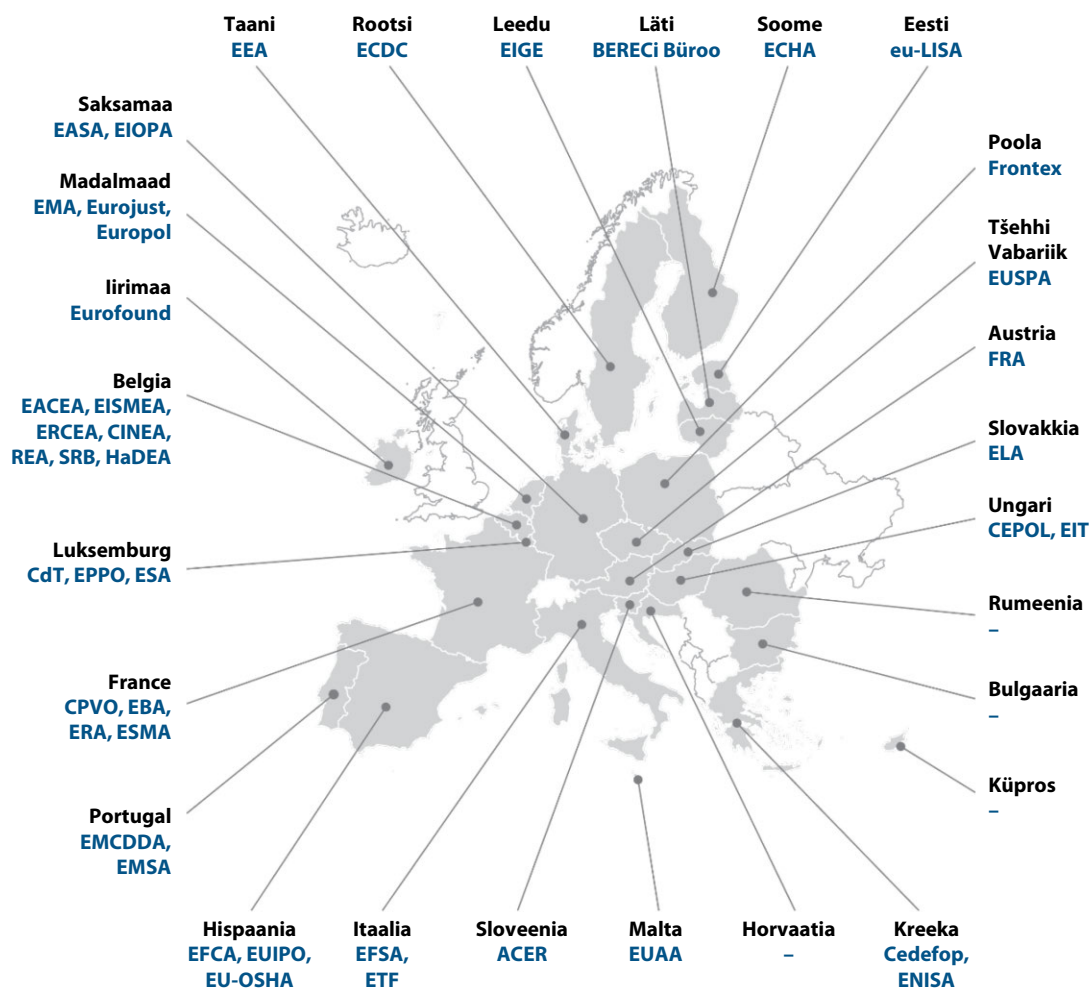 Taani
EEA
Rootsi
ECDC
Leedu
EIGE
Läti
BERECi Büroo
Soome
ECHA
Eesti
eu-LISA
Saksamaa
EASA, EIOPA
Madalmaad
EMA, Eurojust,
Europol
Iirimaa
Eurofound
Belgia
EACEA, EISMEA,
ERCEA, CINEA,
REA, SRB, HaDEA
Luksemburg
CdT, EPPO, ESA
France
CPVO, EBA,
ERA, ESMA
Portugal
EMCDDA,
EMSA
Poola
Frontex
Tšehhi
Vabariik
EUSPA
Austria
FRA
Slovakkia
ELA
Ungari
CEPOL, EIT
Rumeenia
–
Bulgaaria
–
Küpros
–
Hispaania
EFCA, EUIPO,
EU-OSHA
Itaalia
EFSA,
ETF
Sloveenia
ACER
Malta
EUAA
Horvaatia
–
Kreeka
Cedefop,
ENISA